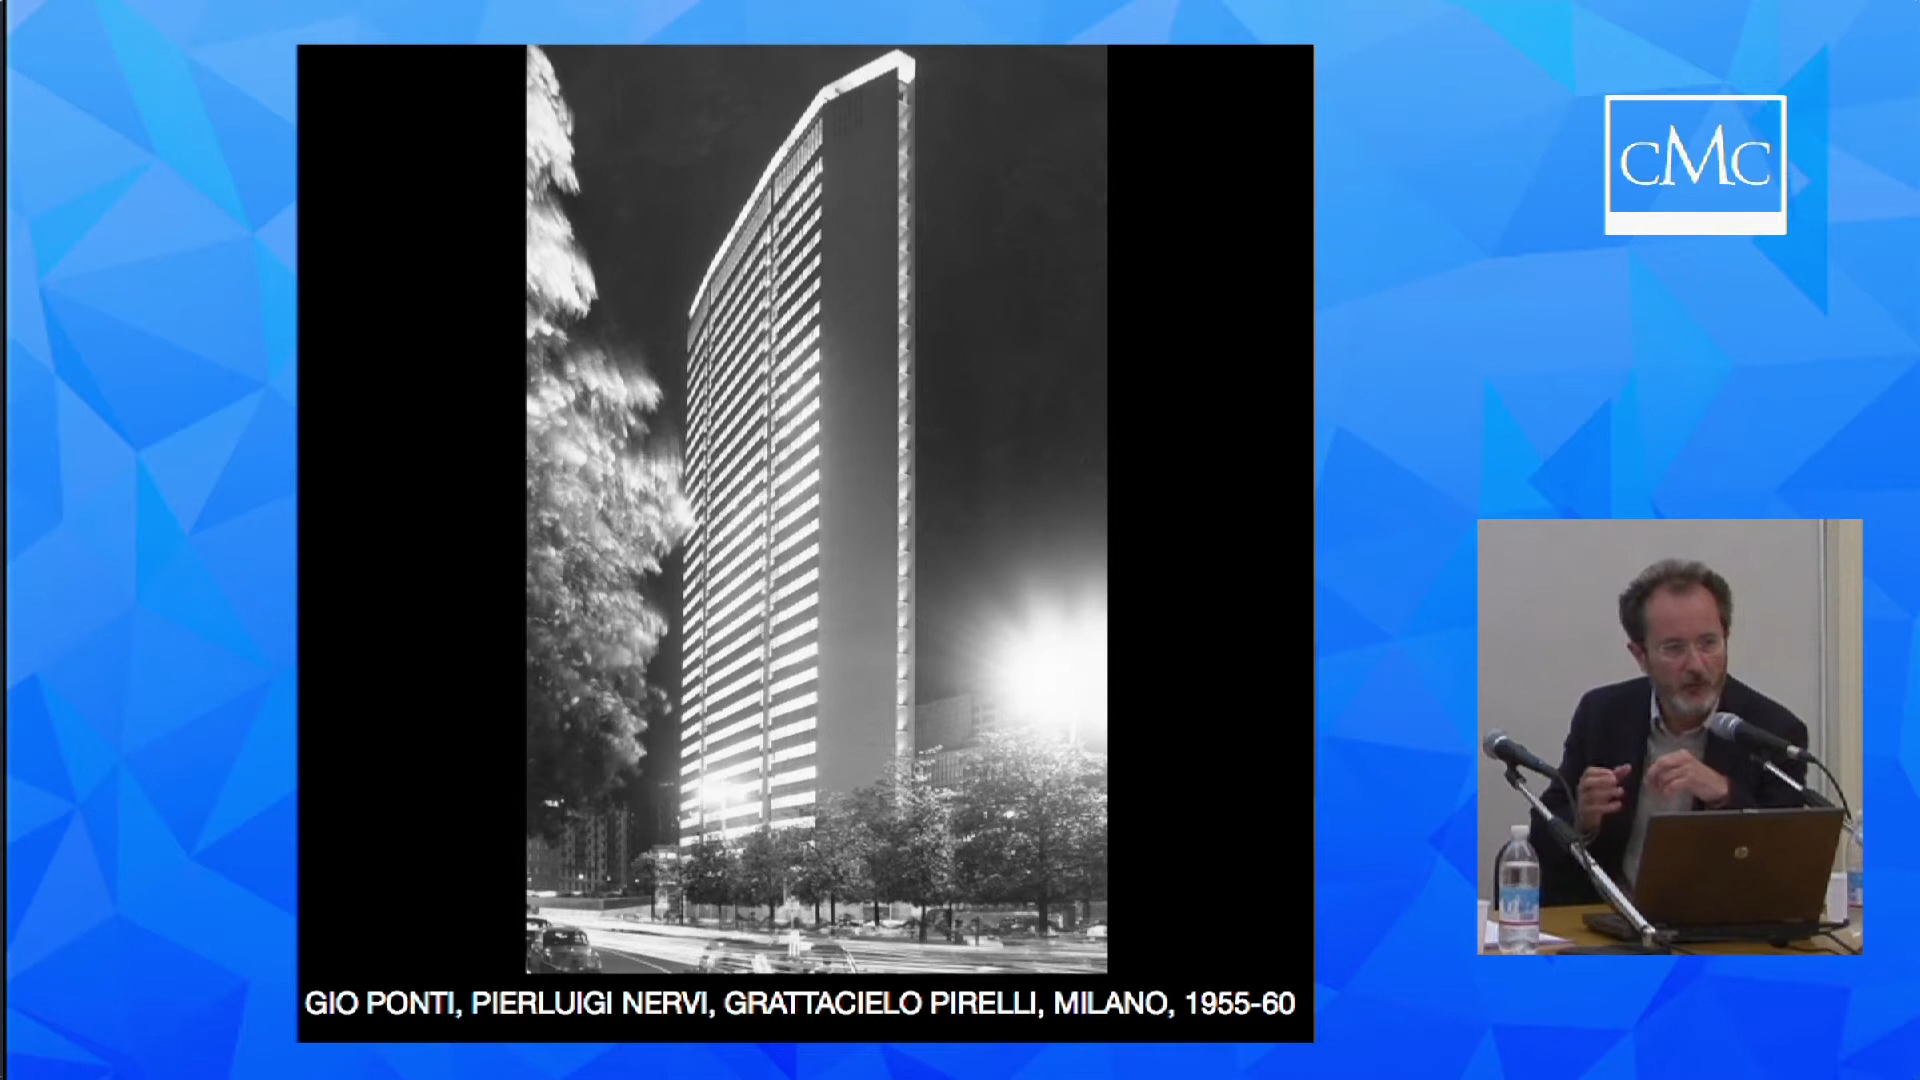 CMC
GIO PONTI, PIERLUIGI NERVI, GRATTACIELO PIRELLI, MILANO, 1955-60